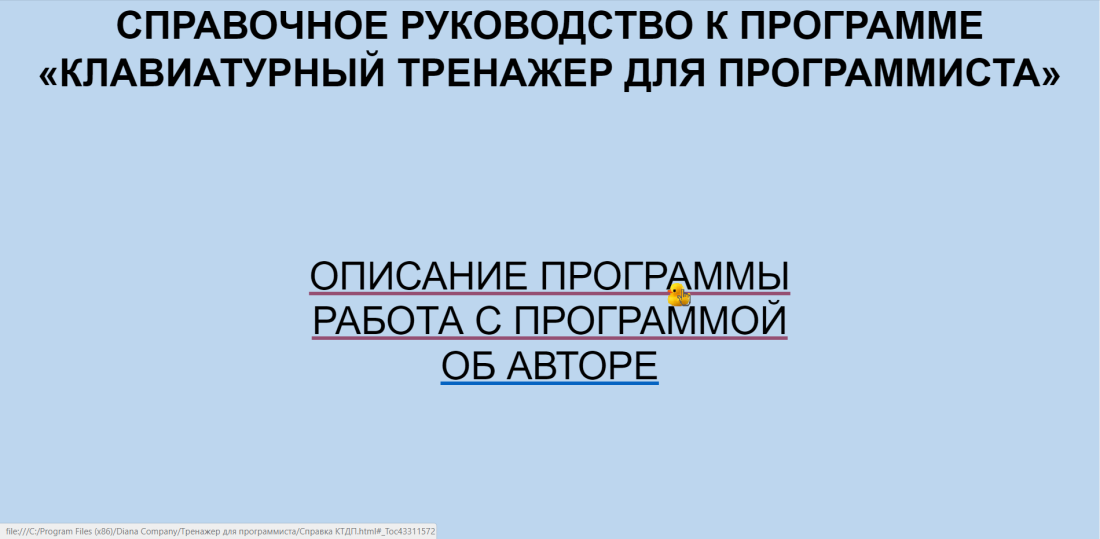 СПРАВОЧНОЕ РУКОВОДСТВО К ПРОГРАММЕ
«КЛАВИАТУРНЫЙ ТРЕНАЖЕР ДЛЯ ПРОГРАММИСТА»
ОПИСАНИЕ ПРОГРАММЫ
РАБОТА С ПРОГРАММОЙ
ОБ АВТОРЕ
file:///C:/Program Files (x86)/Diana Company/Тренажер для программиста/Справка КТДП.html#_Toc43311572